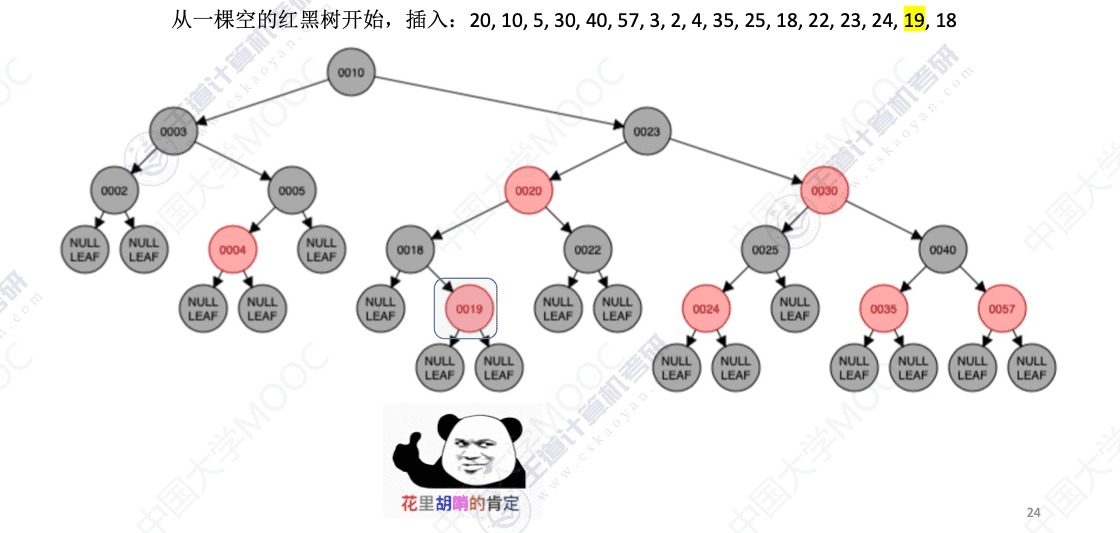 从一棵空的红黑树开始，插入：20, 10, 5, 30, 40, 57, 3, 2, 4, 35, 25, 18, 22, 23, 24, 19, 18
0010
0003
0023
0002
0005
0020
0030
NULL LEAF
NULL LEAF
0004
NULL LEAF
0018
0022
0025
0040
NULL LEAF
NULL LEAF
NULL LEAF
0019
NULL LEAF
NULL LEAF
0024
NULL LEAF
0035
0057
NULL LEAF
NULL LEAF
NULL LEAF
NULL LEAF
NULL LEAF
NULL LEAF
NULL LEAF
NULL LEAF
花里胡哨的肯定
24
中国大学MOOC
王道计算机考研
www.cskaoyan.com